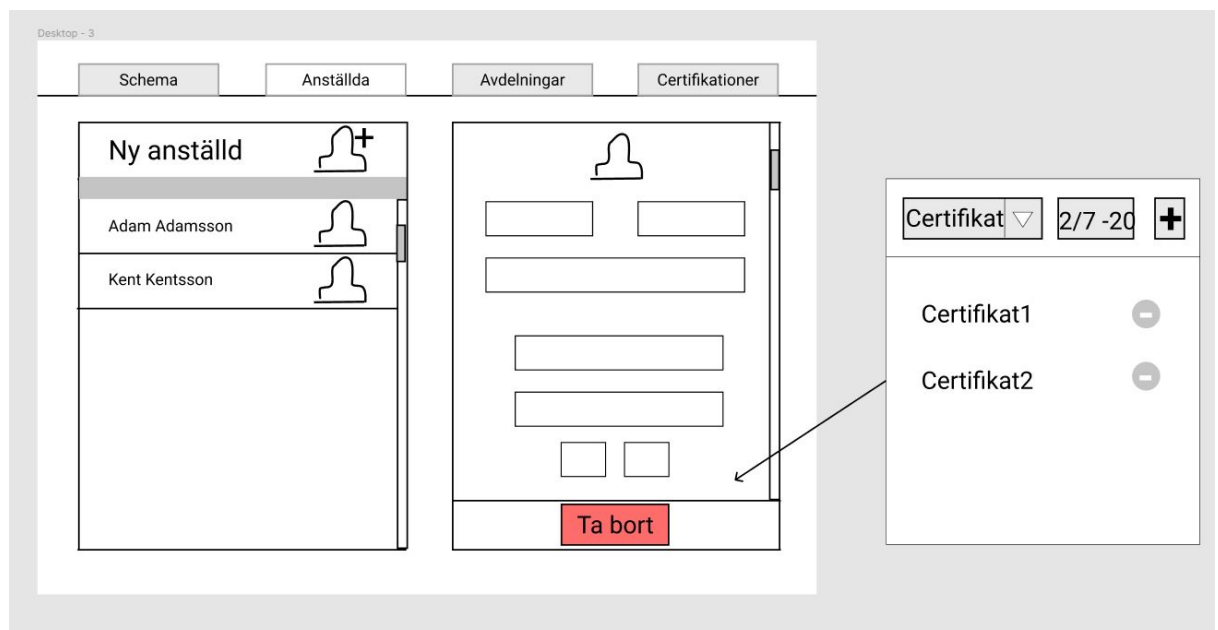 Desktop - 3
Schema
Anställda
Avdelningar
Certifikationer
Ny anställd
Adam Adamsson
Kent Kentsson
Ta bort
Certifikat
2/7 -20
Certifikat1
Certifikat2